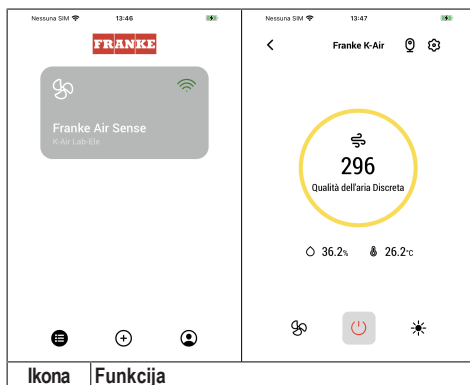 Nessuna SIM 13:46
FRANKE
Franke Air Sense
K-Air Lab-Ele
Nessuna SIM 13:47
Franke K-Air
296
Qualità dell'aria Discreta
36.2% 26.2°C
Ikona Funkcija